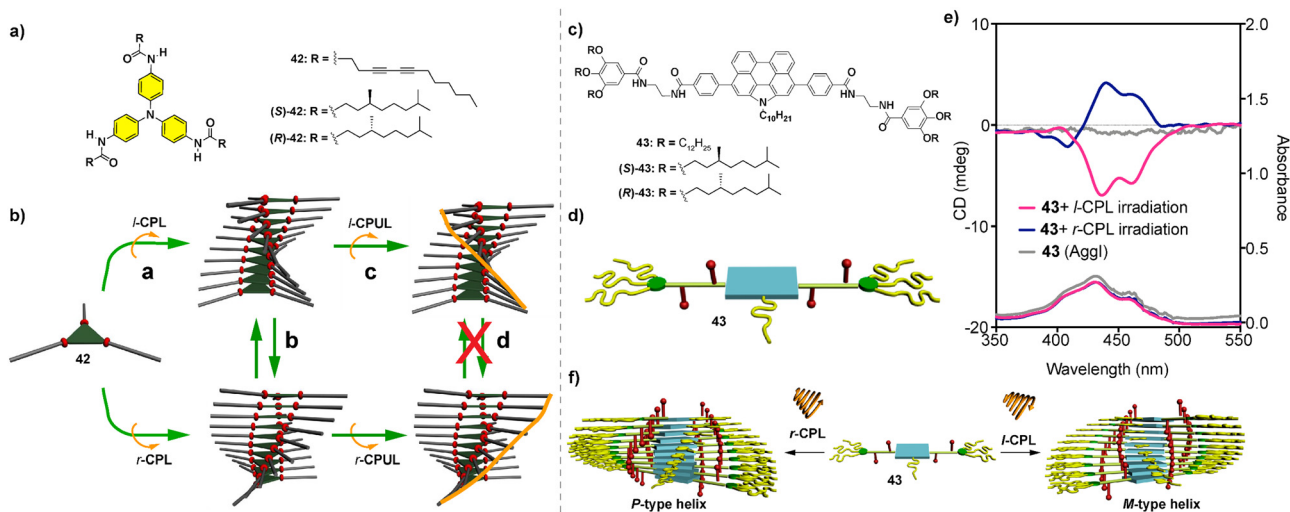 a)
R
O
N
H
N
O
N
H
R
H
N
O
R
42: R =
(S)-42: R =
(R)-42: R =
b)
42
l-CPL
a
l-CPUL
c
b
d
r-CPL
r-CPUL
c)
RO
RO
RO
O
NH
HN
O
N
C10H21
O
NH
HN
O
OR
OR
OR
43: R = C12H25
(S)-43: R =
(R)-43: R =
d)
43
e)
10
0
-10
-20
CD (mdeg)
2.0
1.5
1.0
0.5
0.0
Absorbance
43+ l-CPL irradiation
43+ r-CPL irradiation
43 (Aggl)
350
400
450
500
550
Wavelength (nm)
f)
r-CPL
l-CPL
43
P-type helix
M-type helix